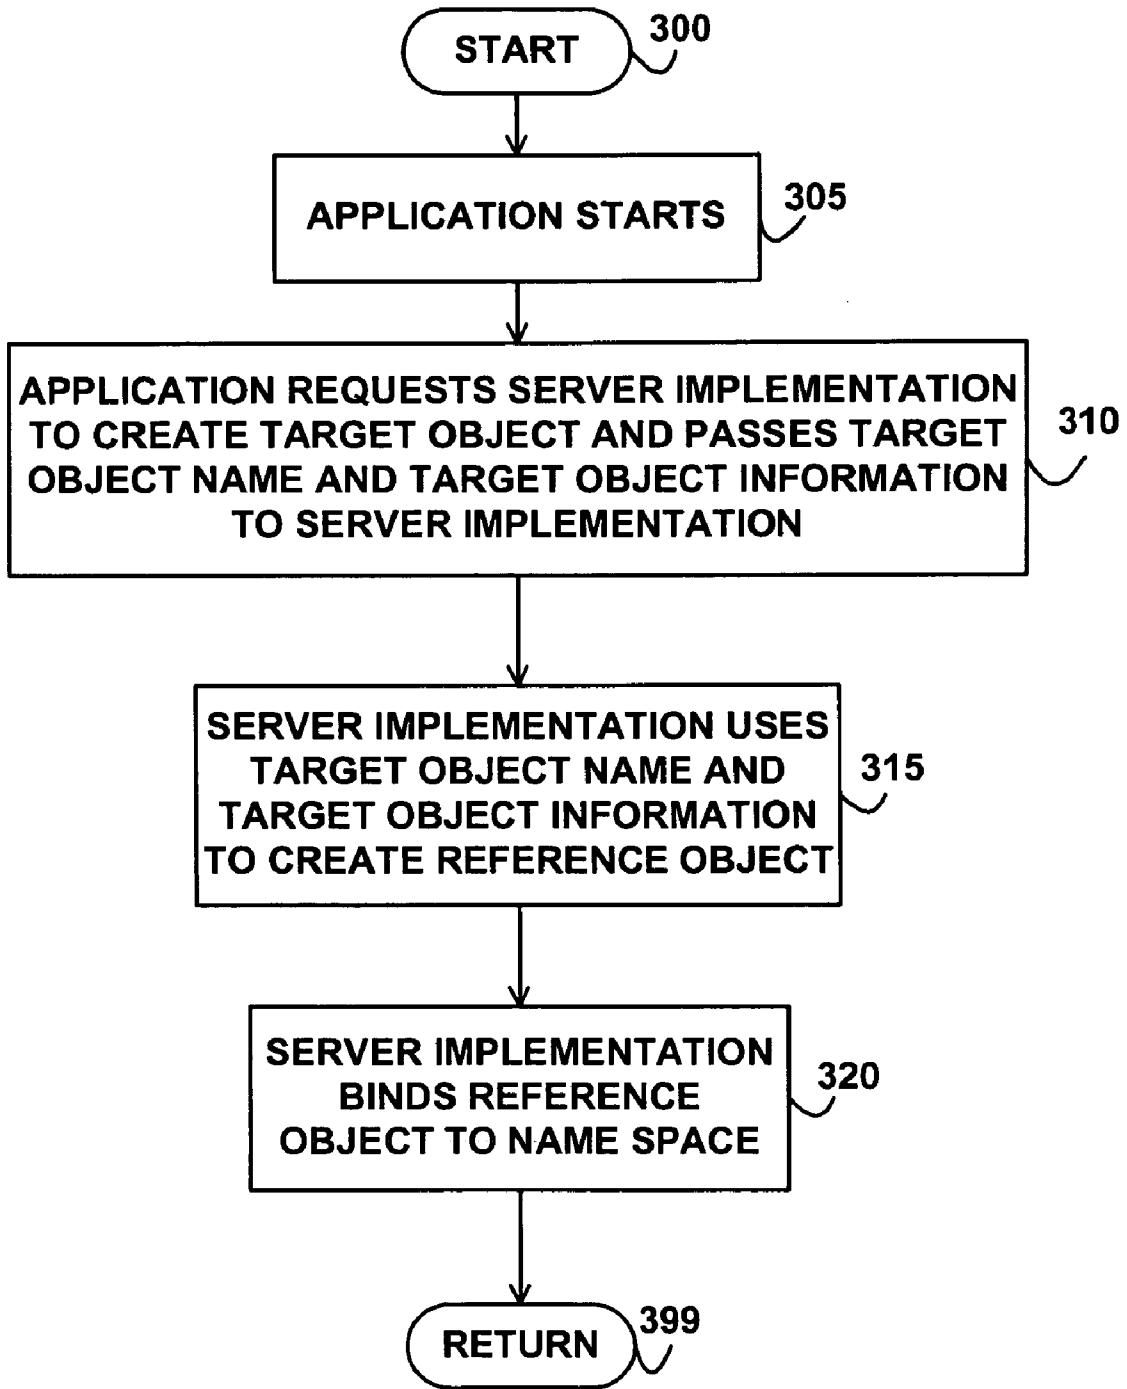 START
300
APPLICATION STARTS
305
APPLICATION REQUESTS SERVER IMPLEMENTATION
TO CREATE TARGET OBJECT AND PASSES TARGET
OBJECT NAME AND TARGET OBJECT INFORMATION
TO SERVER IMPLEMENTATION
310
SERVER IMPLEMENTATION USES
TARGET OBJECT NAME AND
TARGET OBJECT INFORMATION
TO CREATE REFERENCE OBJECT
315
SERVER IMPLEMENTATION
BINDS REFERENCE
OBJECT TO NAME SPACE
320
RETURN
399